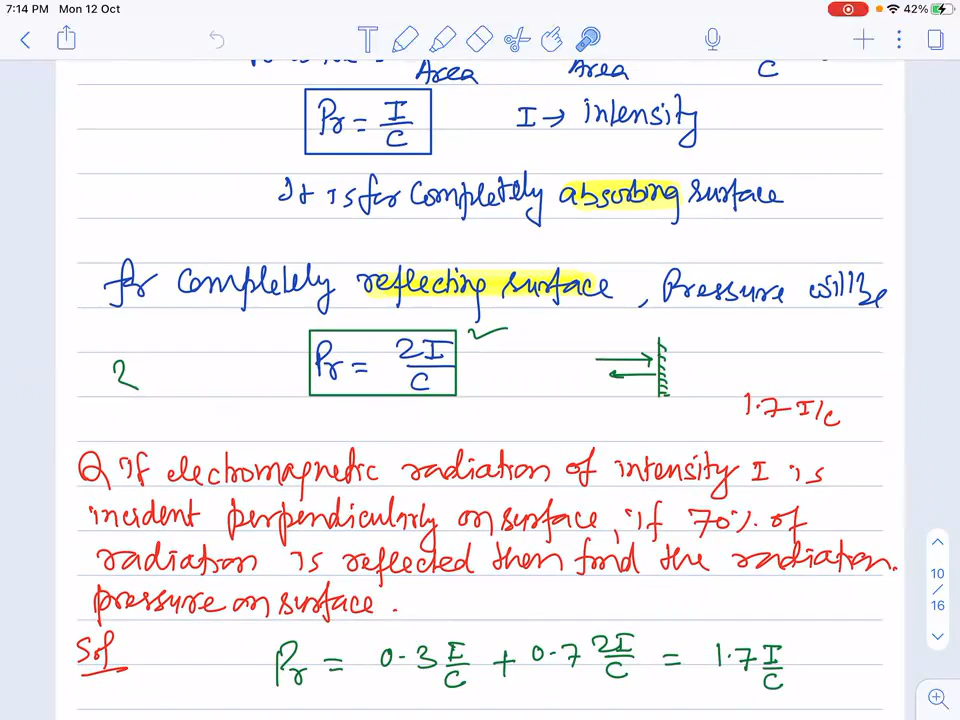 7:14 PM Mon 12 Oct
42%
Area Area C
Pr = I/C I → intensity
It is for completely absorbing surface
for completely reflecting surface, Pressure will be
2 Pr = 2I/C ✓
1.7 I/c
Q if electromagnetic radiation of intensity I is
incident perpendicularly on surface, if 70% of
radiation is reflected then find the radiation
pressure on surface.
10
/
16
Sol Pr = 0.3 I/C + 0.7 2I/C = 1.7 I/C